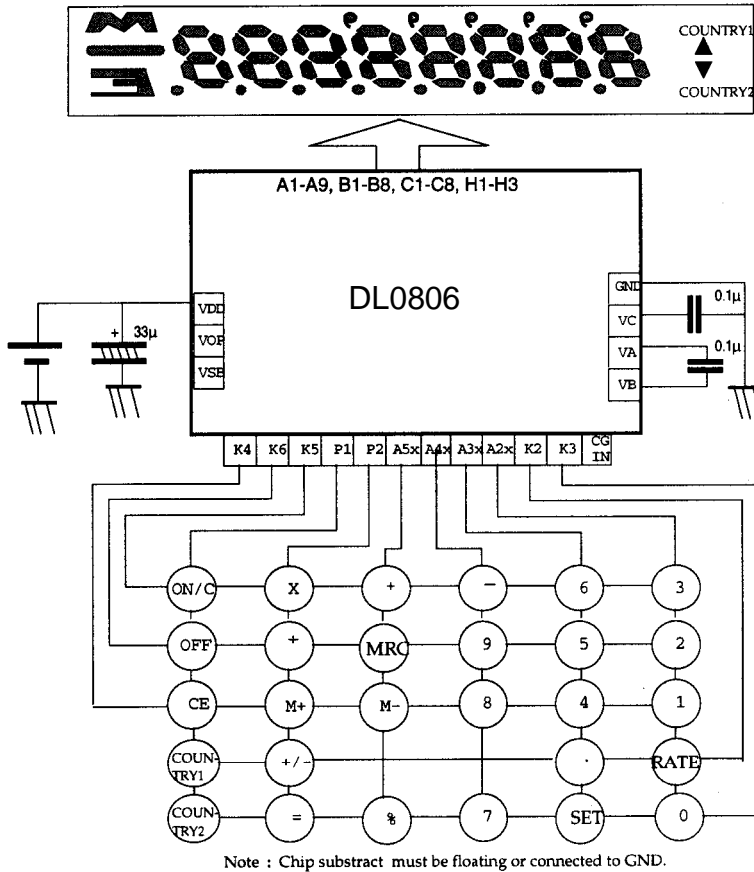 COUNTRY1
COUNTRY2
A1-A9, B1-B8, C1-C8, H1-H3
DL0806
VDD
VOP
VSB
+ 33μ
GND
VC
VA
VB
0.1μ
0.1μ
K4 K6 K5 P1 P2 A5x A4x A3x A2x K2 K3 CG IN
ON/C X + − 6 3
OFF + MRC 9 5 2
CE M+ M- 8 4 1
COUN-TRY1 +/- . RATE
COUN-TRY2 = % 7 SET 0
Note : Chip substract must be floating or connected to GND.